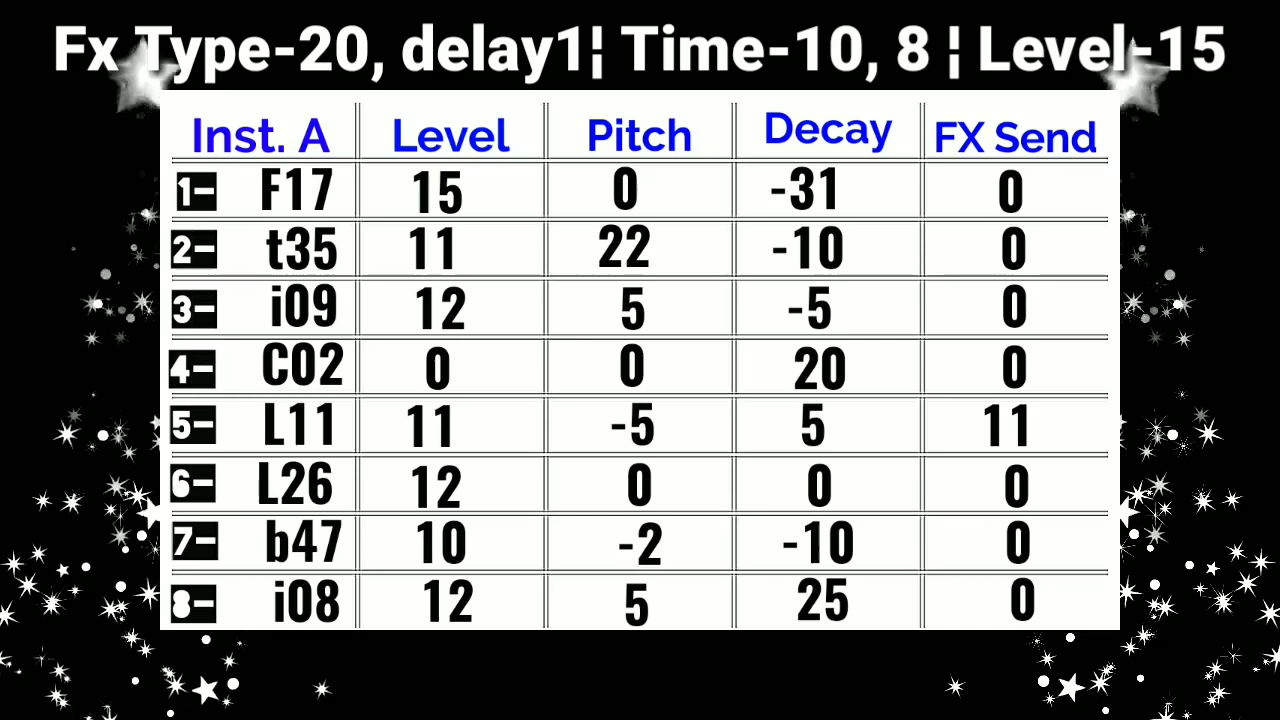 Fx Type-20, delay1¦ Time-10, 8 ¦ Level-15
Inst. A Level Pitch Decay FX Send
1- F17 15 0 -31 0
2- t35 11 22 -10 0
3- i09 12 5 -5 0
4- C02 0 0 20 0
5- L11 11 -5 5 11
6- L26 12 0 0 0
7- b47 10 -2 -10 0
8- i08 12 5 25 0